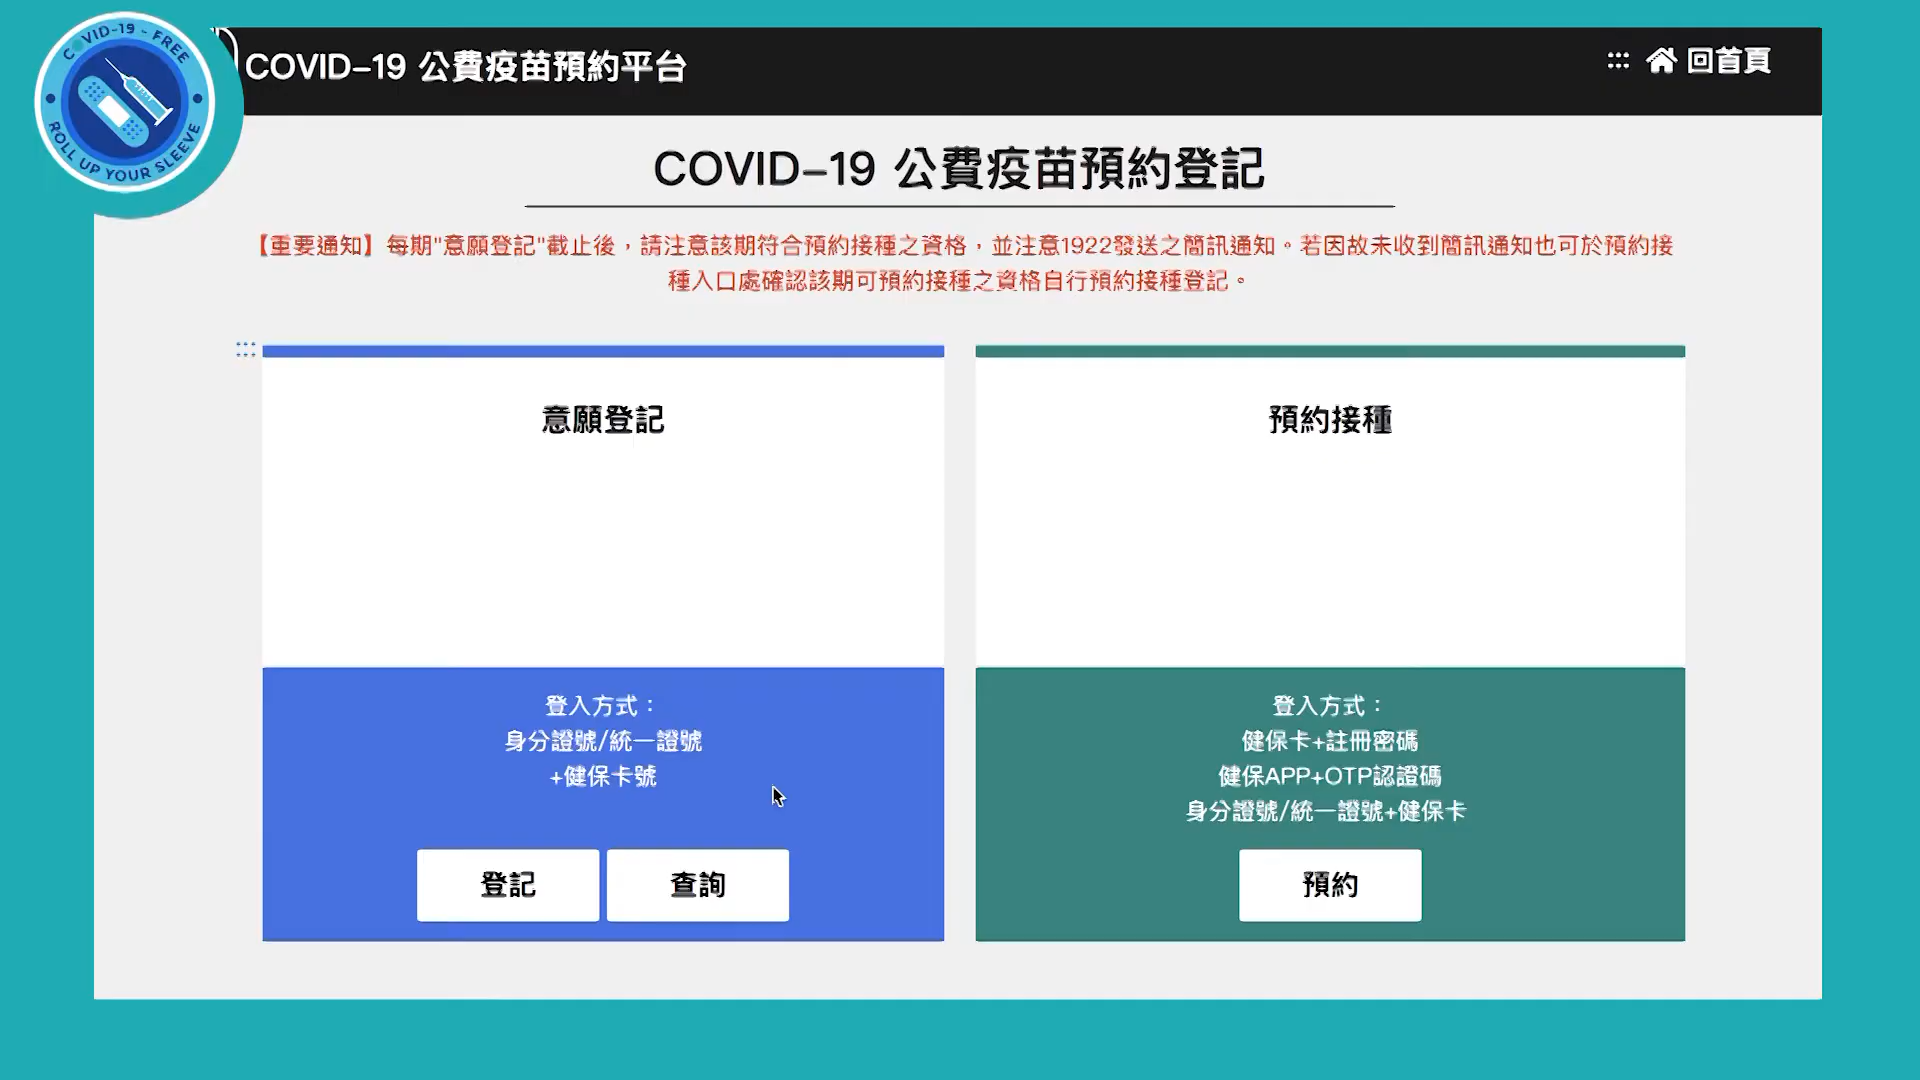 COVID-19 - FREE
ROLL UP YOUR SLEEVE
COVID-19 公費疫苗預約平台
回首頁
COVID-19 公費疫苗預約登記
【重要通知】每期"意願登記"截止後，請注意該期符合預約接種之資格，並注意1922發送之簡訊通知。若因故未收到簡訊通知也可於預約接
種入口處確認該期可預約接種之資格自行預約接種登記。
意願登記
登入方式：
身分證號/統一證號
+健保卡號
登記
查詢
預約接種
登入方式：
健保卡+註冊密碼
健保APP+OTP認證碼
身分證號/統一證號+健保卡
預約